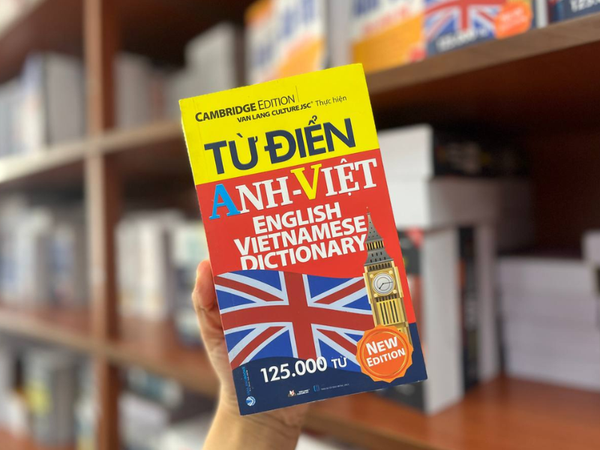 CAMBRIDGE EDITION
VAN LANG CULTURE JSC® Thực hiện
TỪ ĐIỂN
ANH-VIỆT
ENGLISH
VIETNAMESE
DICTIONARY
NEW
EDITION
125.000 TỪ